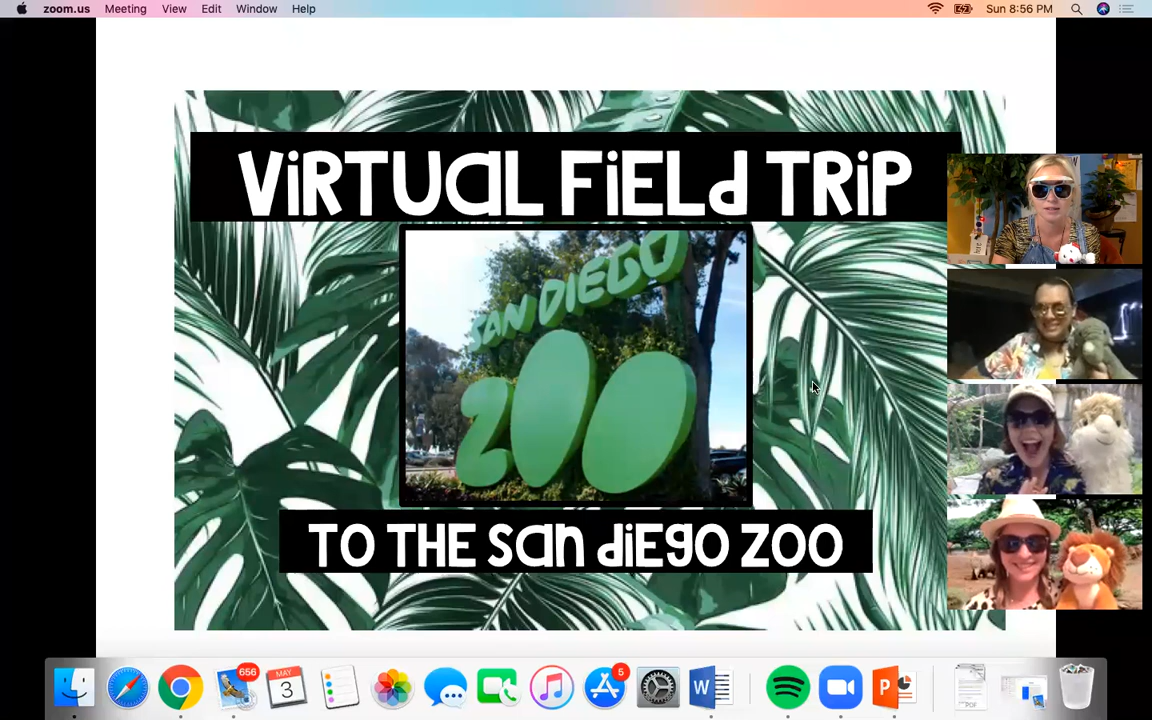 zoom.us Meeting View Edit Window Help
Sun 8:56 PM
VIRTUAL FIELD TRIP
SAN DIEGO
ZOO
TO THE San diEgO ZOO
656
MAY
3
5
W
P
PDF